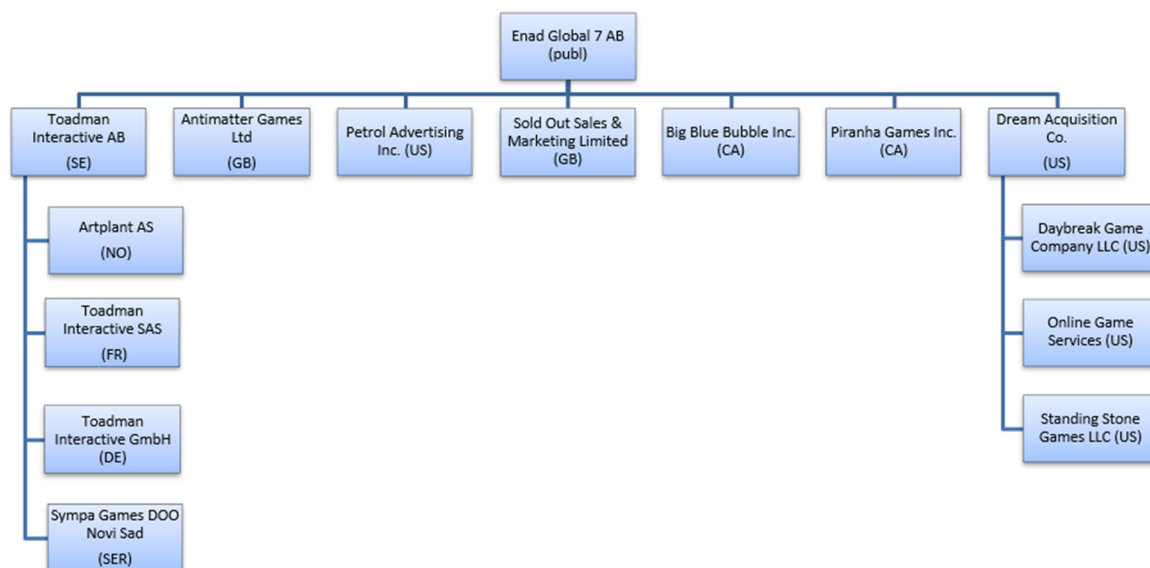 Enad Global 7 AB
(publ)
Toadman
Interactive AB
(SE)
Antimatter Games
Ltd
(GB)
Petrol Advertising
Inc. (US)
Sold Out Sales &
Marketing Limited
(GB)
Big Blue Bubble Inc.
(CA)
Piranha Games Inc.
(CA)
Dream Acquisition
Co.
(US)
Artplant AS
(NO)
Toadman
Interactive SAS
(FR)
Toadman
Interactive GmbH
(DE)
Sympa Games DOO
Novi Sad
(SER)
Daybreak Game
Company LLC (US)
Online Game
Services (US)
Standing Stone
Games LLC (US)